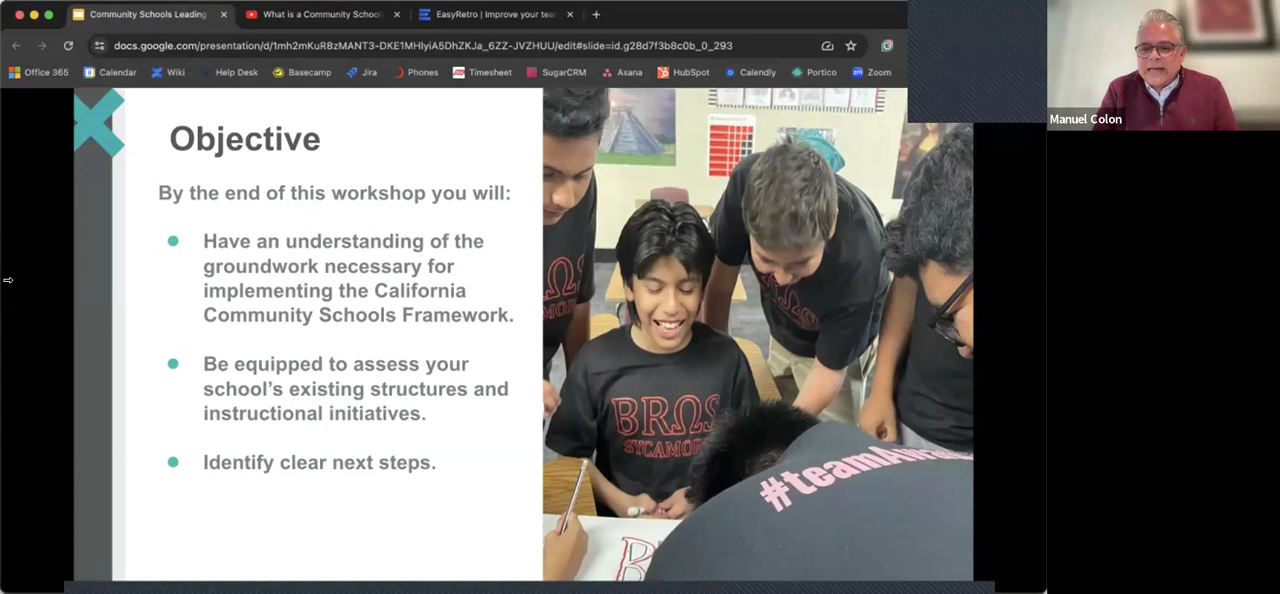 Community Schools Leading
What is a Community School
EasyRetro | Improve your tea
docs.google.com/presentation/d/1mh2mKuR8zMANT3-DKE1MHlyiA5DhZKJa_6ZZ-JVZHUU/edit#slide=id.g28d7f3b8c0b_0_293
Office 365
Calendar
Wiki
Help Desk
Basecamp
Jira
Phones
Timesheet
SugarCRM
Asana
HubSpot
Calendly
Portico
Zoom
Manuel Colon
Objective
By the end of this workshop you will:
Have an understanding of the
groundwork necessary for
implementing the California
Community Schools Framework.
Be equipped to assess your
school's existing structures and
instructional initiatives.
Identify clear next steps.
BRΩS
SYCAMOR